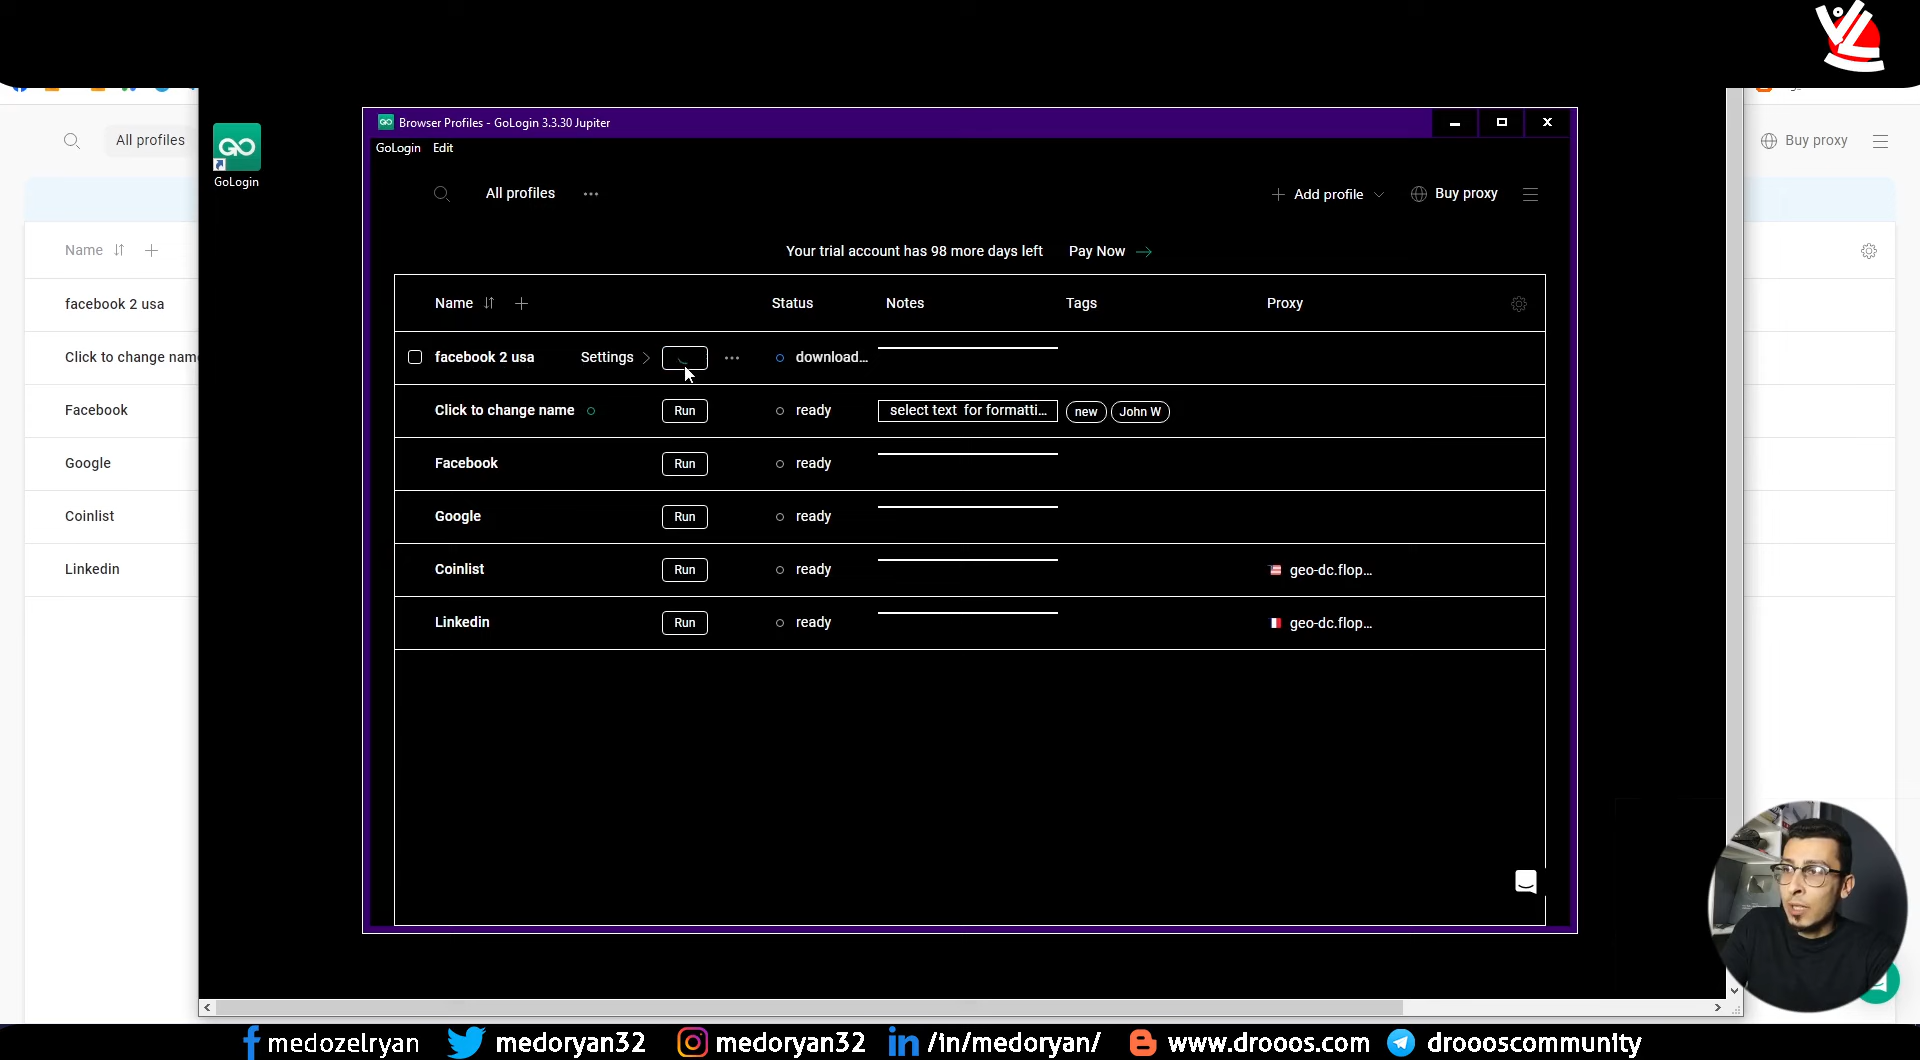 All profiles
Buy proxy
Name
facebook 2 usa
Click to change nam
Facebook
Google
Coinlist
Linkedin
GoLogin
Browser Profiles - GoLogin 3.3.30 Jupiter
GoLogin Edit
All profiles ...
+ Add profile
Buy proxy
Your trial account has 98 more days left Pay Now →
Name Status Notes Tags Proxy
facebook 2 usa Settings > ... download...
Click to change name Run ready select text for formatti... new John W
Facebook Run ready
Google Run ready
Coinlist Run ready geo-dc.flop...
Linkedin Run ready geo-dc.flop...
medozelryan medoryan32 medoryan32 /in/medoryan/ www.drooos.com droooscommunity